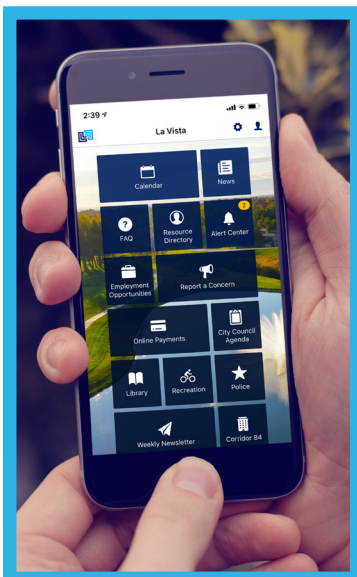 2:39
La Vista
Calendar
News
FAQ
Resource
Directory
2
Alert Center
Employment
Opportunities
Report a Concern
Online Payments
City Council
Agenda
Library
Recreation
Police
Weekly Newsletter
Corridor 84